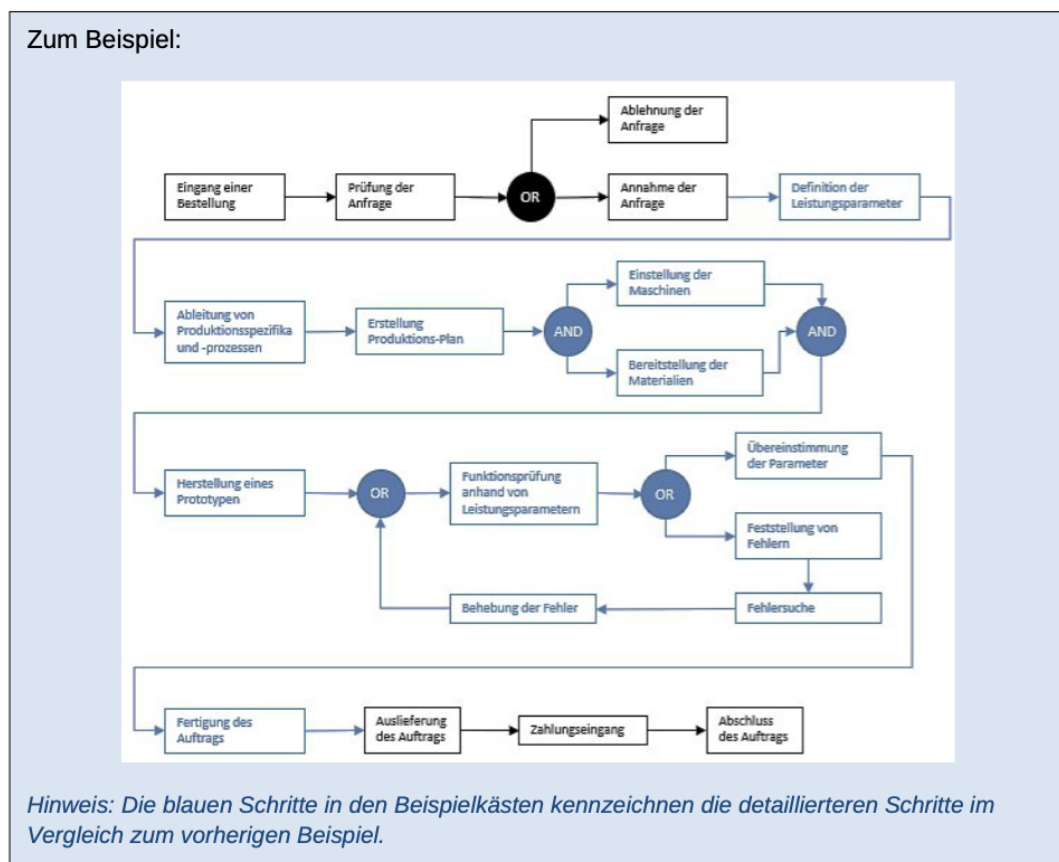 Zum Beispiel:
Ablehnung der
Anfrage
Eingang einer
Bestellung
Prüfung der
Anfrage
OR
Annahme der
Anfrage
Definition der
Leistungsparameter
Ableitung von
Produktionsspezifika
und -prozessen
Erstellung
Produktions-Plan
AND
Einstellung der
Maschinen
Bereitstellung der
Materialien
AND
Herstellung eines
Prototypen
OR
Funktionsprüfung
anhand von
Leistungsparametern
OR
Übereinstimmung
der Parameter
Feststellung von
Fehlern
Behebung der Fehler
Fehlersuche
Fertigung des
Auftrags
Auslieferung
des Auftrags
Zahlungseingang
Abschluss
des Auftrags
Hinweis: Die blauen Schritte in den Beispielkästen kennzeichnen die detaillierteren Schritte im
Vergleich zum vorherigen Beispiel.